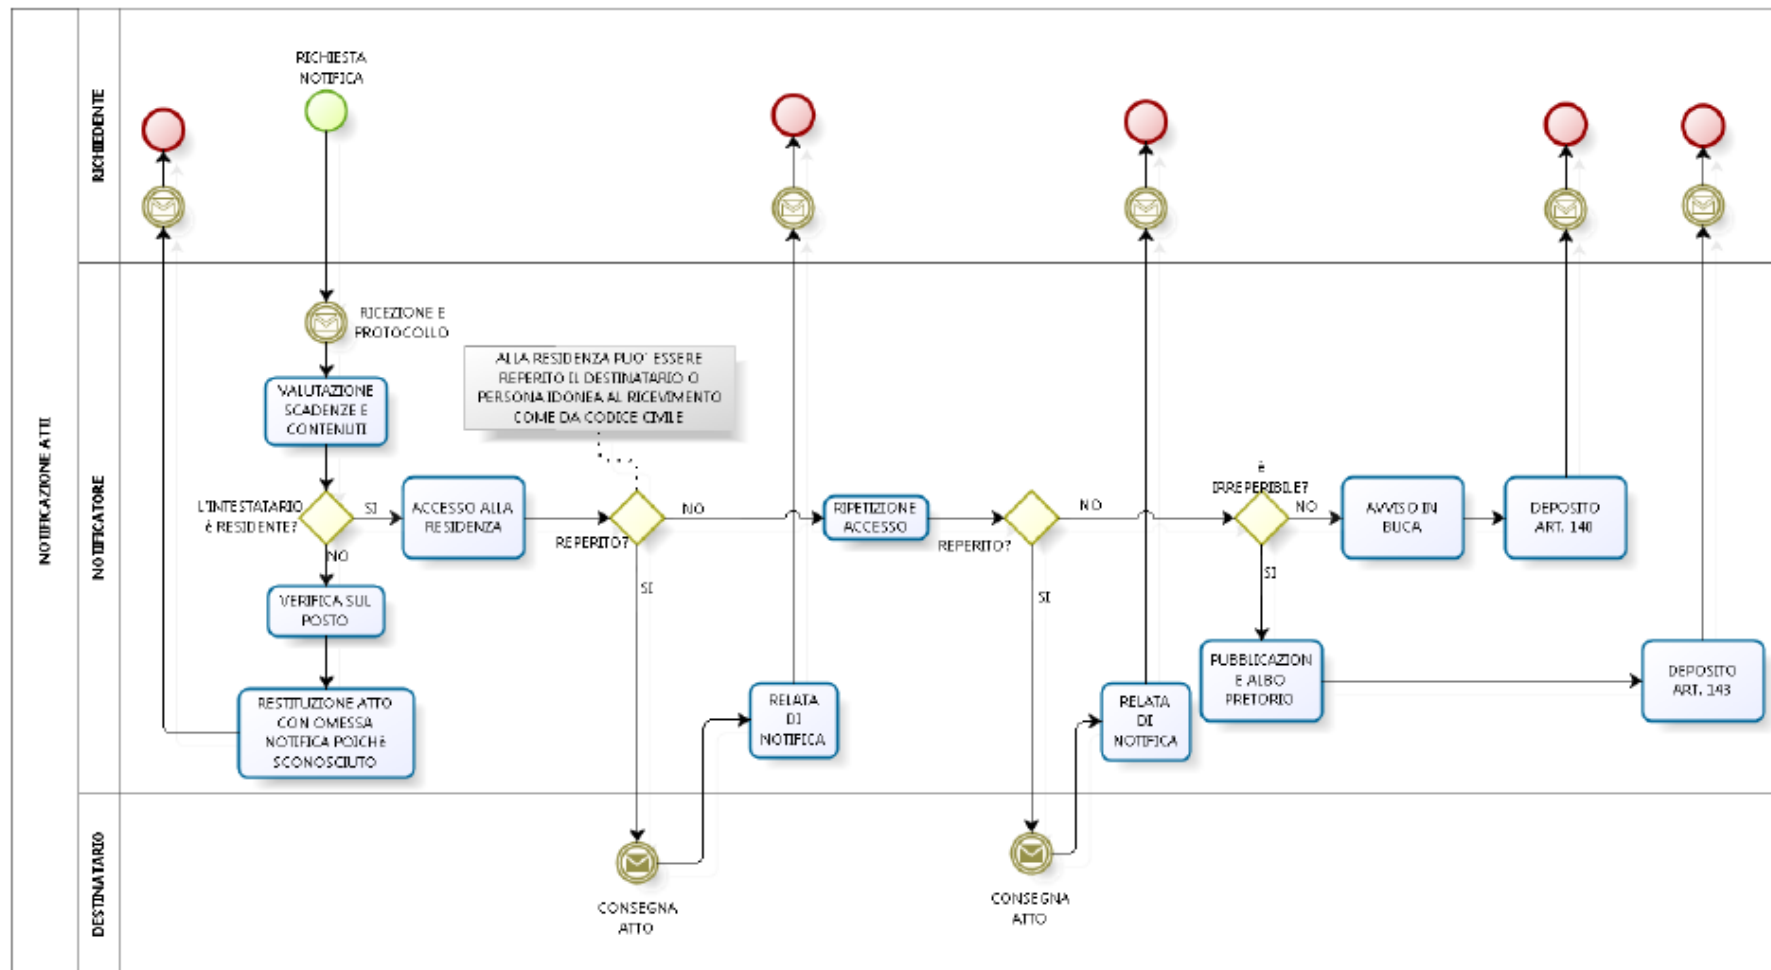 NOTIFICAZIONE ATTI
RICHIEDENTE
RICHIESTA
NOTIFICA
NOTIFICATORE
RICEZIONE E
PROTOCOLLO
VALUTAZIONE
SCADENZE E
CONTENUTI
ALLA RESIDENZA PUO' ESSERE
REPERITO IL DESTINATARIO O
PERSONA IDONEA AL RICEVIMENTO
COME DA CODICE CIVILE
L'INTESTATARIO
è RESIDENTE?
SI
NO
ACCESSO ALLA
RESIDENZA
REPERITO?
NO
SI
RIPETIZIONE
ACCESSO
REPERITO?
NO
SI
è
IRREPERIBILE?
NO
SI
AVVISO IN
BUCA
DEPOSITO
ART. 140
VERIFICA SUL
POSTO
RESTITUZIONE ATTO
CON OMESSA
NOTIFICA POICHè
SCONOSCIUTO
RELATA
DI
NOTIFICA
RELATA
DI
NOTIFICA
PUBBLICAZION
E ALBO
PRETORIO
DEPOSITO
ART. 143
DESTINATARIO
CONSEGNA
ATTO
CONSEGNA
ATTO